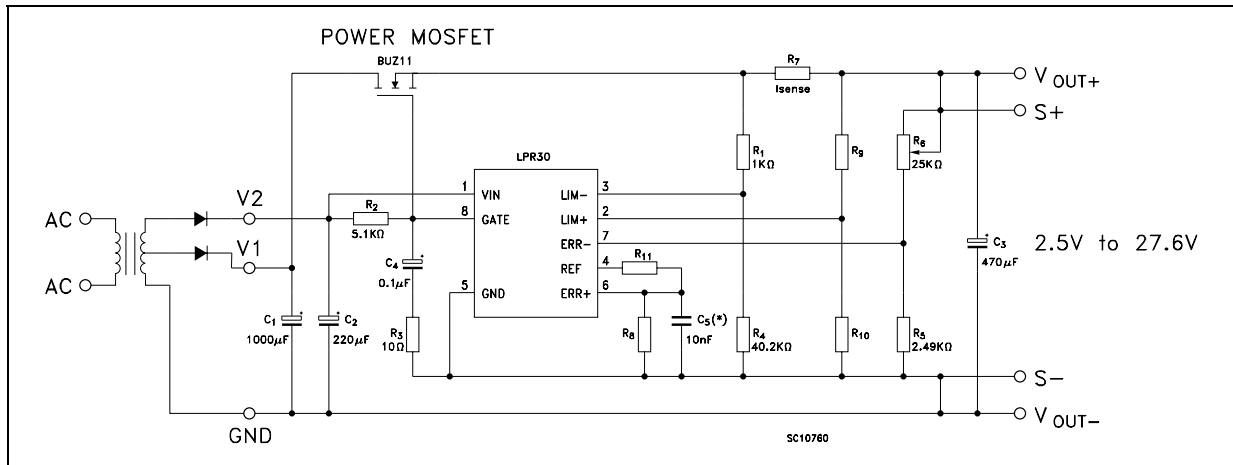 POWER MOSFET
BUZ11
R7
Isense
VOUT+
S+
R1
1KΩ
R9
R6
25KΩ
LPR30
1
VIN
LIM-
3
8
GATE
LIM+
2
ERR-
7
REF
4
5
GND
ERR+
6
V2
V1
AC
AC
R2
5.1KΩ
C4
+
0.1μF
R11
C3
+
470μF
2.5V to 27.6V
C1
+
1000μF
C2
+
220μF
R3
10Ω
R8
C5(*)
10nF
R4
40.2KΩ
R10
R5
2.49KΩ
S-
GND
VOUT-
SC10760